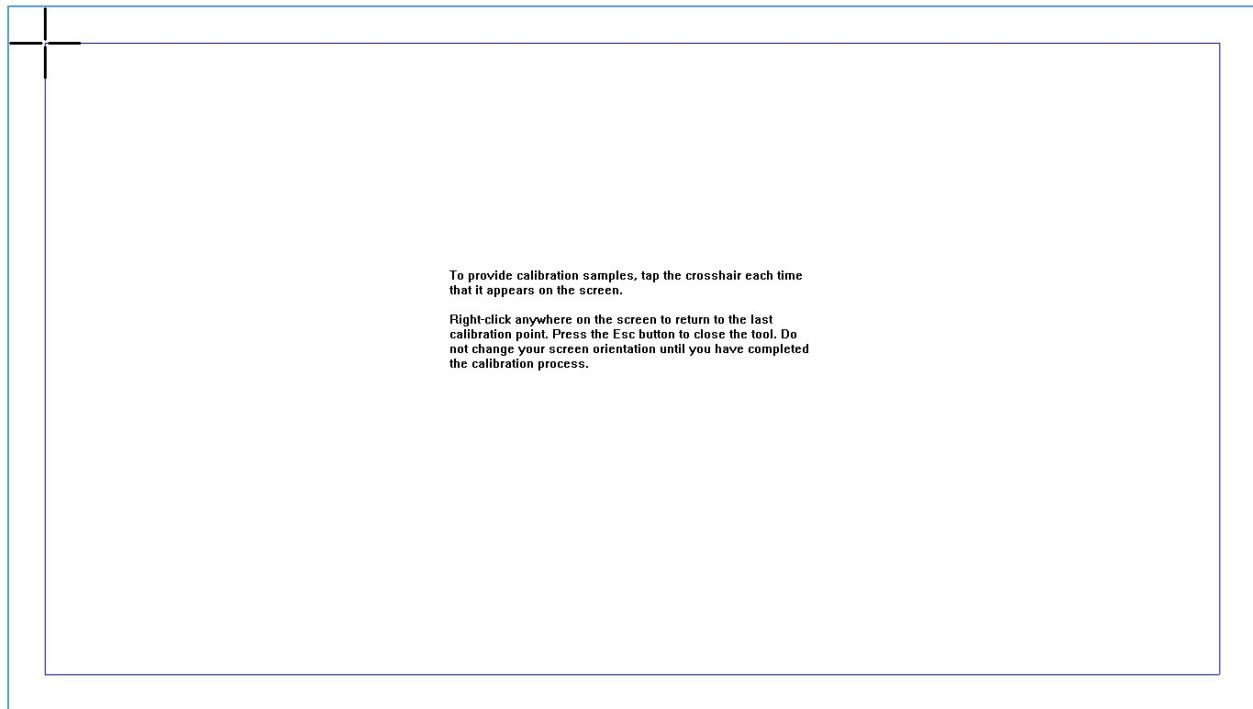 To provide calibration samples, tap the crosshair each time
that it appears on the screen.
Right-click anywhere on the screen to return to the last
calibration point. Press the Esc button to close the tool. Do
not change your screen orientation until you have completed
the calibration process.